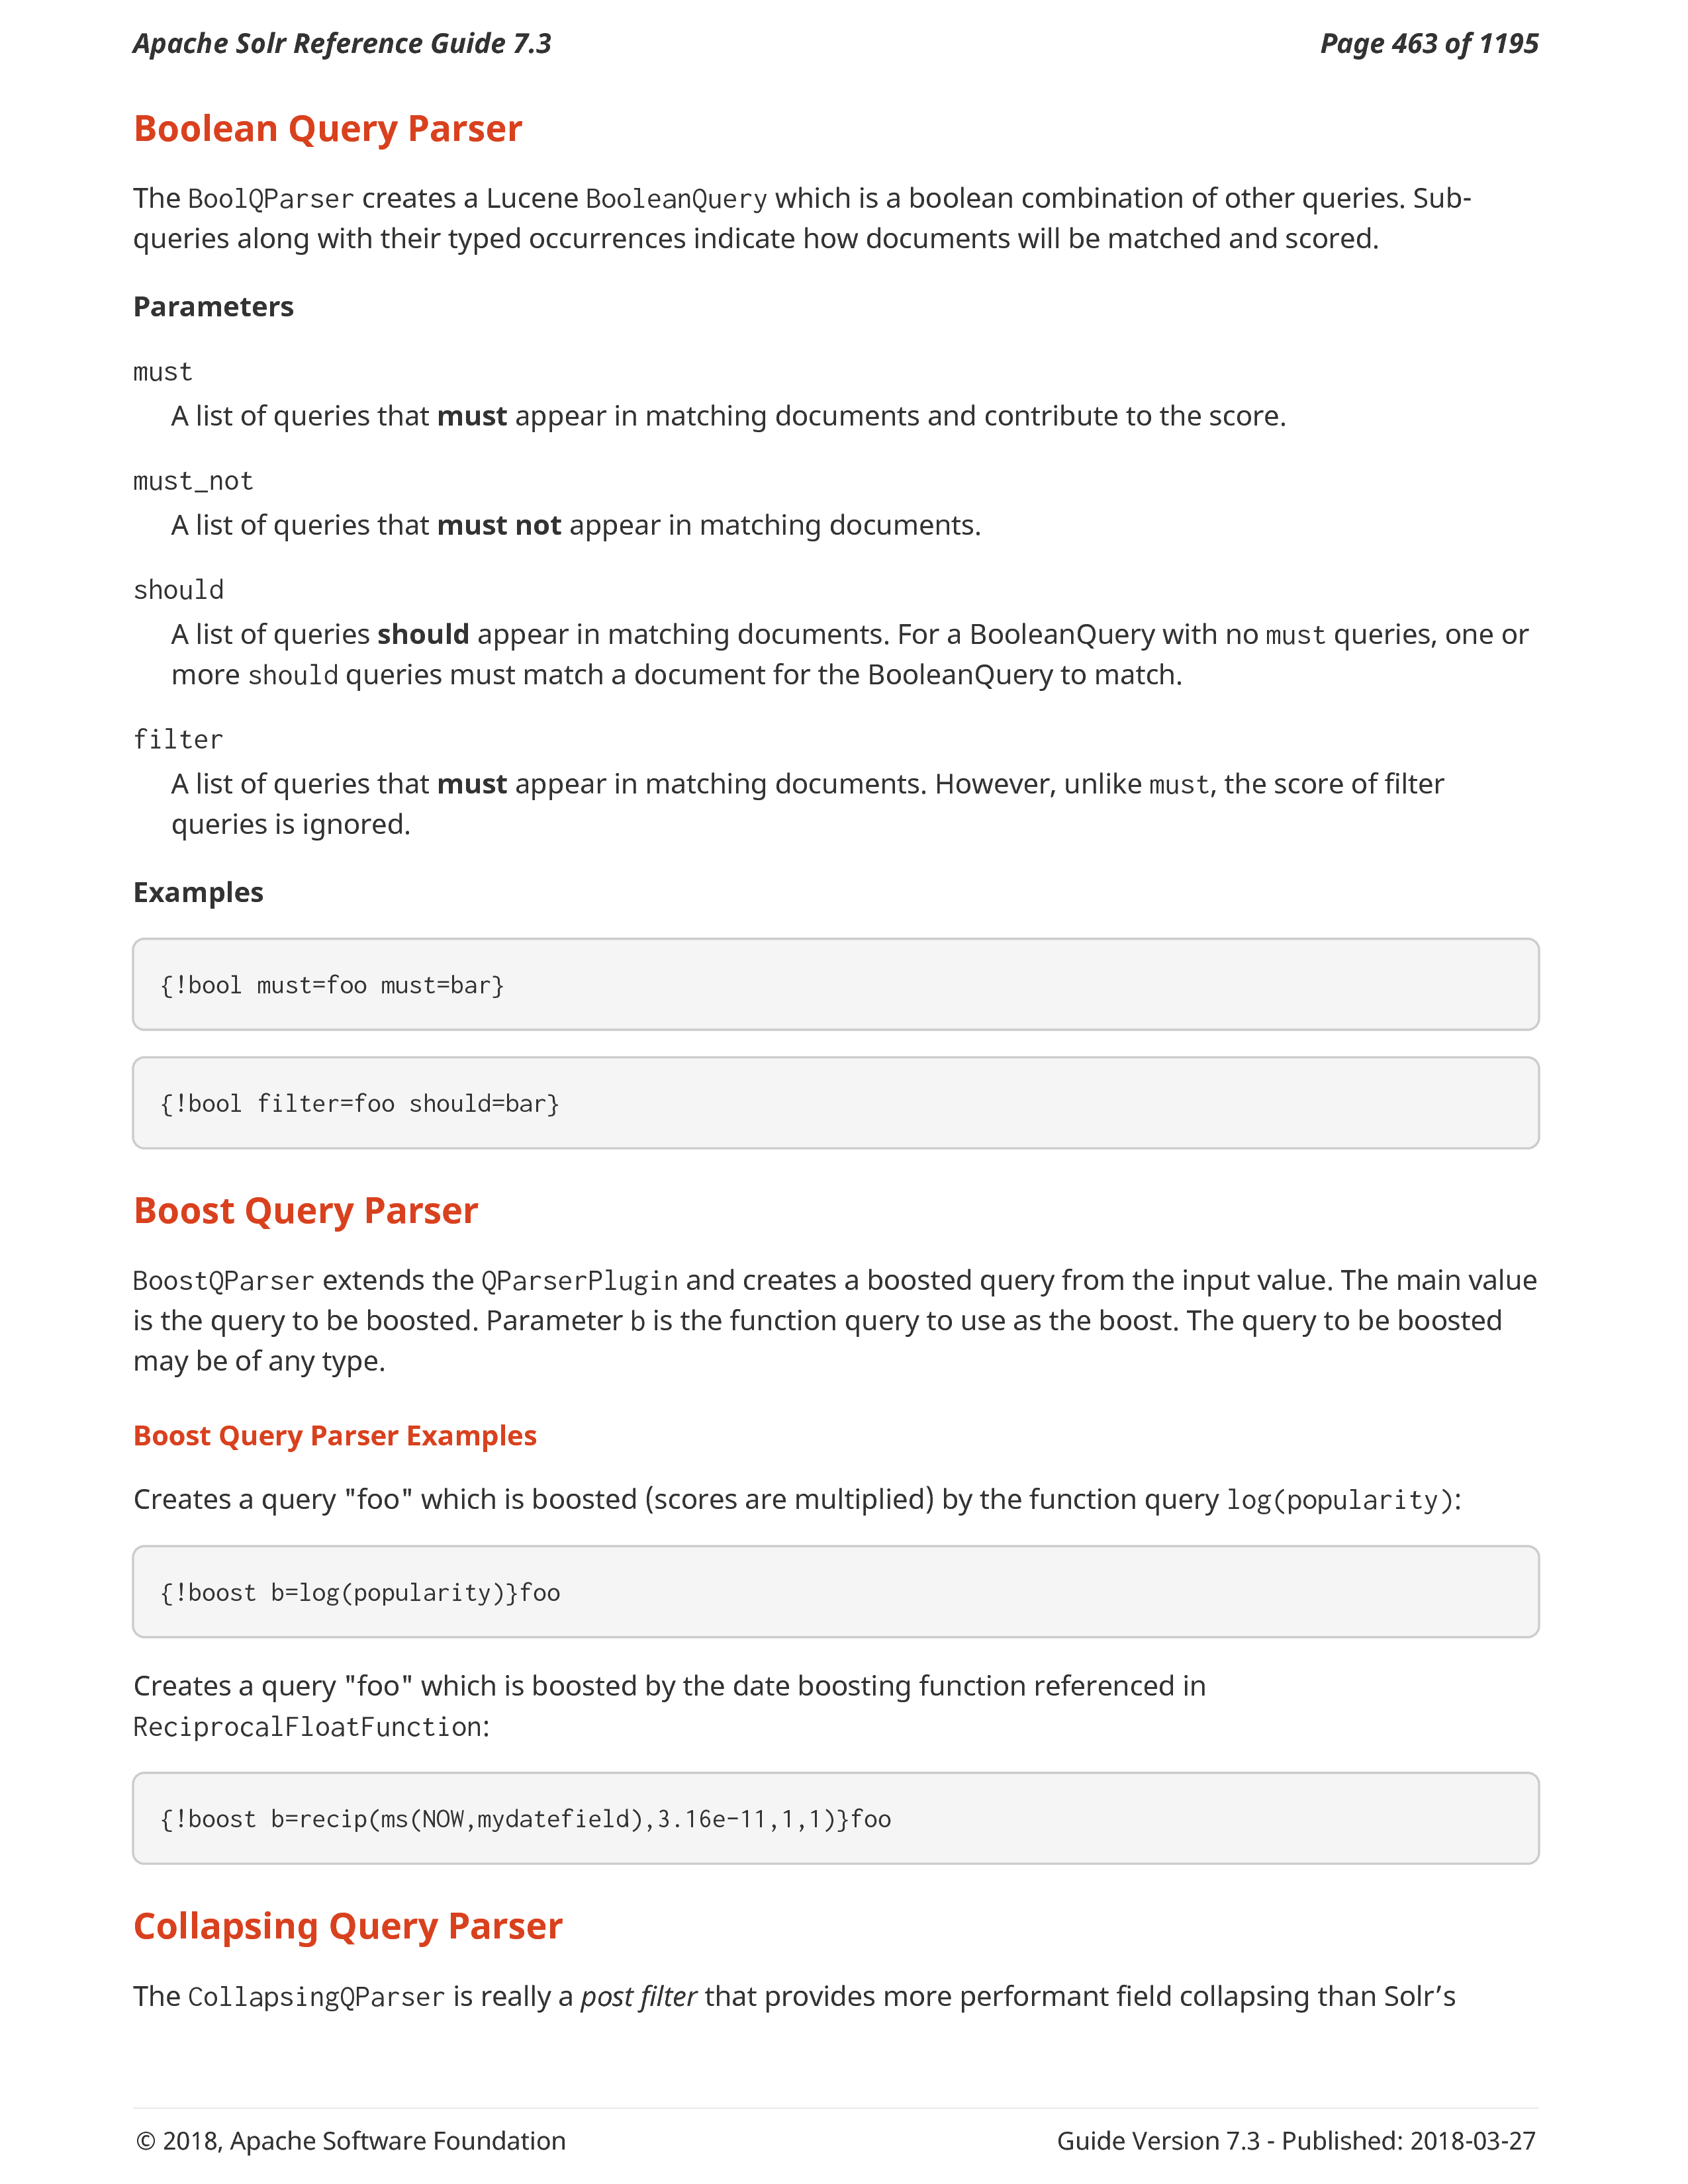 Apache Solr Reference Guide 7.3
Page 463 of 1195
Boolean Query Parser
The BoolQParser creates a Lucene BooleanQuery which is a boolean combination of other queries. Sub-
queries along with their typed occurrences indicate how documents will be matched and scored.
Parameters
must
A list of queries that must appear in matching documents and contribute to the score.
must_not
A list of queries that must not appear in matching documents.
should
A list of queries should appear in matching documents. For a BooleanQuery with no must queries, one or
more should queries must match a document for the BooleanQuery to match.
filter
A list of queries that must appear in matching documents. However, unlike must, the score of filter
queries is ignored.
Examples
{!bool must=foo must=bar}
{!bool filter=foo should=bar}
Boost Query Parser
BoostQParser extends the QParserPlugin and creates a boosted query from the input value. The main value
is the query to be boosted. Parameter b is the function query to use as the boost. The query to be boosted
may be of any type.
Boost Query Parser Examples
Creates a query "foo" which is boosted (scores are multiplied) by the function query log(popularity):
{!boost b=log(popularity)}foo
Creates a query "foo" which is boosted by the date boosting function referenced in
ReciprocalFloatFunction:
{!boost b=recip(ms(NOW,mydatefield),3.16e-11,1,1)}foo
Collapsing Query Parser
The CollapsingQParser is really a post filter that provides more performant field collapsing than Solr’s
© 2018, Apache Software Foundation
Guide Version 7.3 - Published: 2018-03-27